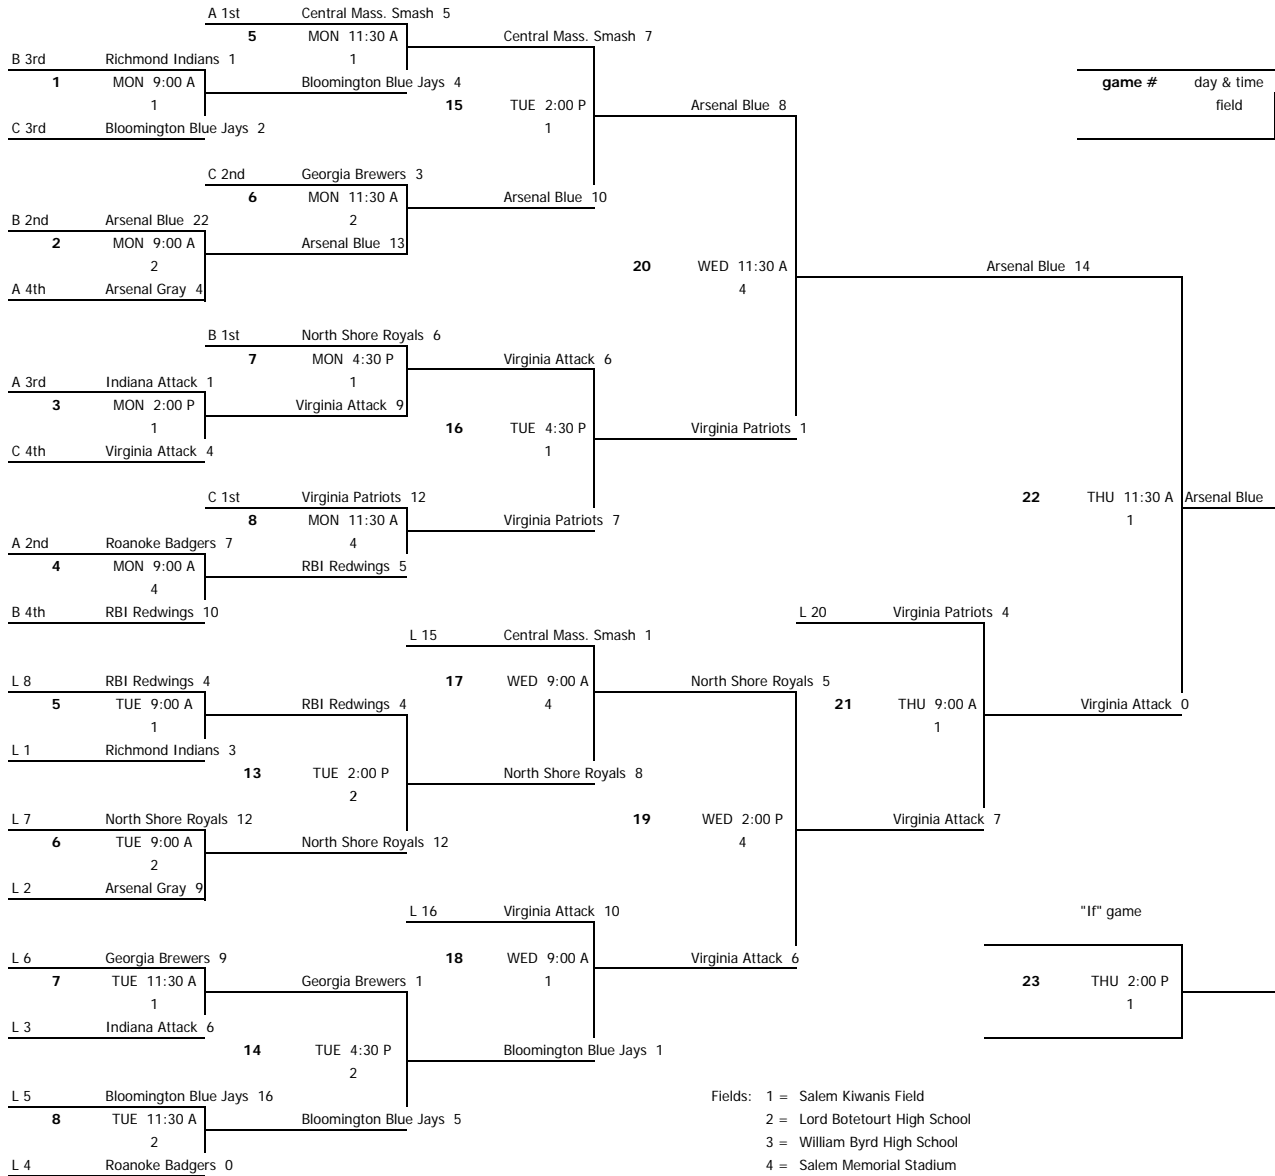 A 1st Central Mass. Smash 5
5 MON 11:30 A Central Mass. Smash 7
B 3rd Richmond Indians 1 1
1 MON 9:00 A Bloomington Blue Jays 4 game # day & time
1 15 TUE 2:00 P Arsenal Blue 8 field
C 3rd Bloomington Blue Jays 2 1
C 2nd Georgia Brewers 3
6 MON 11:30 A Arsenal Blue 10
B 2nd Arsenal Blue 22 2
2 MON 9:00 A Arsenal Blue 13
2 20 WED 11:30 A Arsenal Blue 14
A 4th Arsenal Gray 4 4
B 1st North Shore Royals 6
7 MON 4:30 P Virginia Attack 6
A 3rd Indiana Attack 1 1
3 MON 2:00 P Virginia Attack 9
1 16 TUE 4:30 P Virginia Patriots 1
C 4th Virginia Attack 4 1
C 1st Virginia Patriots 12 22 THU 11:30 A Arsenal Blue
8 MON 11:30 A Virginia Patriots 7 1
A 2nd Roanoke Badgers 7 4
4 MON 9:00 A RBI Redwings 5
4
B 4th RBI Redwings 10 L 20 Virginia Patriots 4
L 15 Central Mass. Smash 1
L 8 RBI Redwings 4 17 WED 9:00 A North Shore Royals 5
5 TUE 9:00 A RBI Redwings 4 4 21 THU 9:00 A Virginia Attack 0
1 1
L 1 Richmond Indians 3
13 TUE 2:00 P North Shore Royals 8
2
L 7 North Shore Royals 12 19 WED 2:00 P Virginia Attack 7
6 TUE 9:00 A North Shore Royals 12 4
2
L 2 Arsenal Gray 9
L 16 Virginia Attack 10 "If" game
L 6 Georgia Brewers 9 18 WED 9:00 A Virginia Attack 6
7 TUE 11:30 A Georgia Brewers 1 1 23 THU 2:00 P
1 1
L 3 Indiana Attack 6
14 TUE 4:30 P Bloomington Blue Jays 1
2
L 5 Bloomington Blue Jays 16 Fields: 1 = Salem Kiwanis Field
8 TUE 11:30 A Bloomington Blue Jays 5 2 = Lord Botetourt High School
2 3 = William Byrd High School
L 4 Roanoke Badgers 0 4 = Salem Memorial Stadium